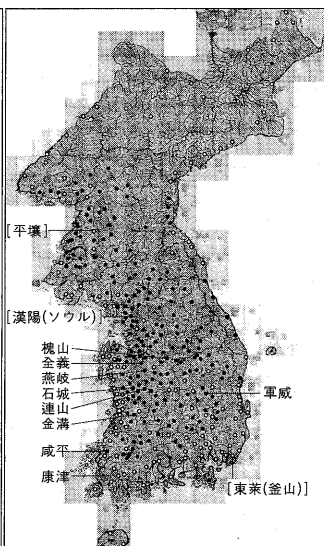 [平壌]
[漢陽(ソウル)]
槐山
全義
燕岐
石城
連山
金溝
咸平
康津
軍威
[東萊(釜山)]